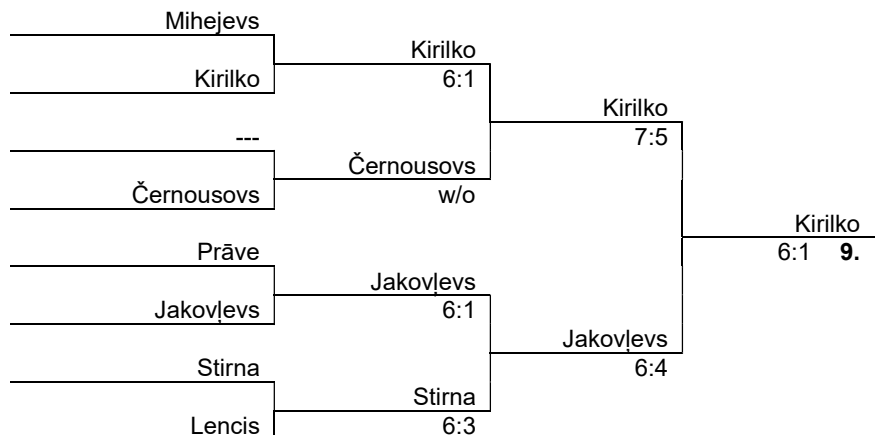 Mihejevs
Kirilko
Kirilko
6:1
Kirilko
7:5
---
Černousovs
Černousovs
w/o
Kirilko
6:1 9.
Prāve
Jakovļevs
Jakovļevs
6:1
Jakovļevs
6:4
Stirna
Stirna
Lencis
6:3